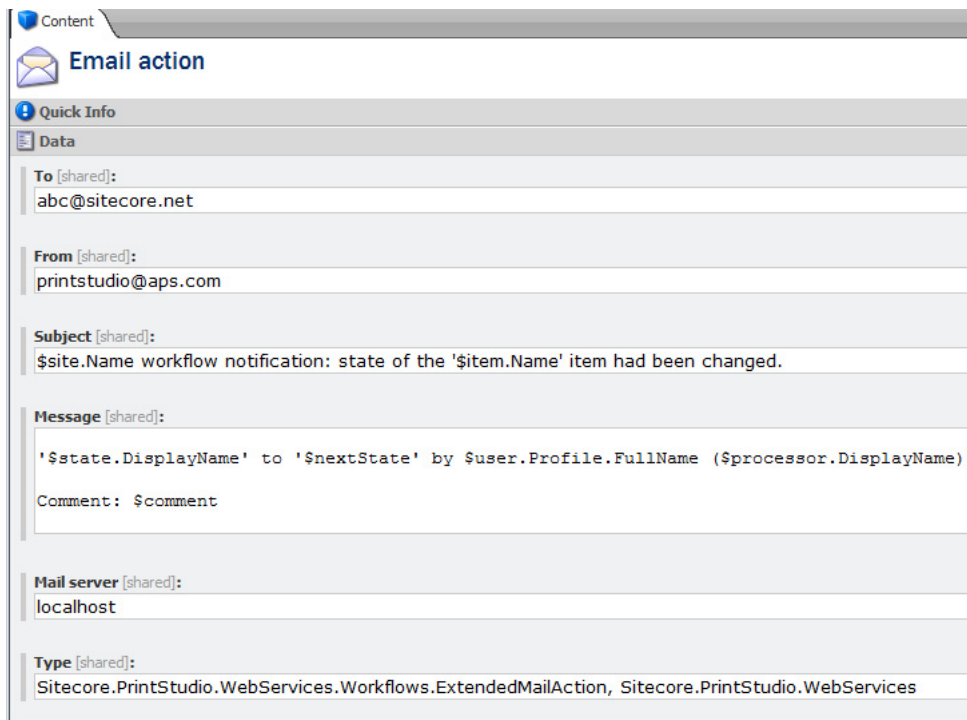 Content
Email action
Quick Info
Data
To [shared]:
abc@sitecore.net
From [shared]:
printstudio@aps.com
Subject [shared]:
$site.Name workflow notification: state of the '$item.Name' item had been changed.
Message [shared]:
'$state.DisplayName' to '$nextState' by $user.Profile.FullName ($processor.DisplayName)
Comment: $comment
Mail server [shared]:
localhost
Type [shared]:
Sitecore.PrintStudio.WebServices.Workflows.ExtendedMailAction, Sitecore.PrintStudio.WebServices